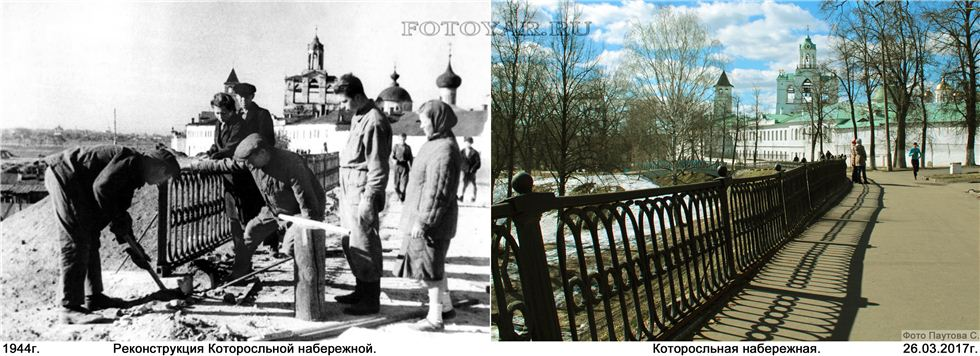 FOTOYAR.RU
Фото Паутова С.
1944г. Реконструкция Которосльной набережной. Которосльная набережная. 26.03.2017г.